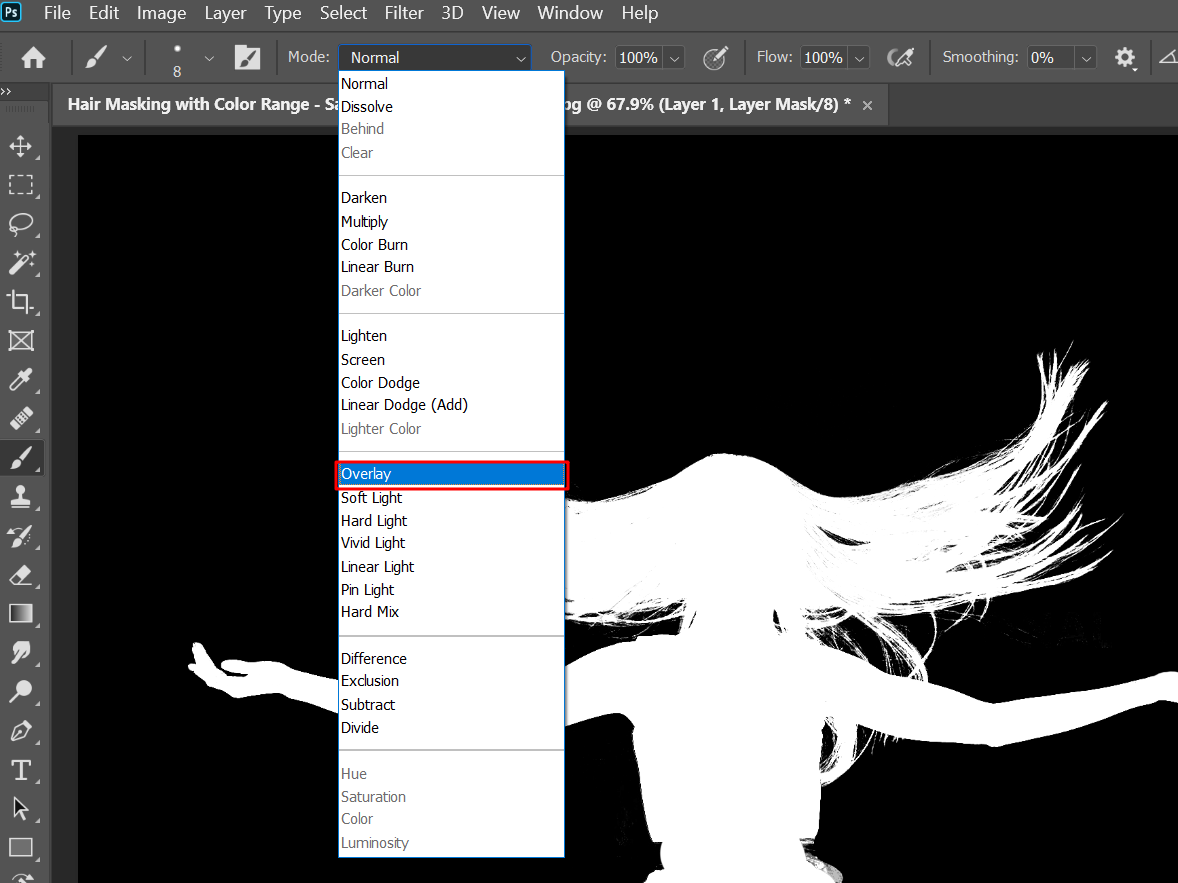 Ps File Edit Image Layer Type Select Filter 3D View Window Help
8 Mode: Normal Opacity: 100% Flow: 100% Smoothing: 0%
Hair Masking with Color Range - Sa
pg @ 67.9% (Layer 1, Layer Mask/8) * ×
Normal
Dissolve
Behind
Clear
Darken
Multiply
Color Burn
Linear Burn
Darker Color
Lighten
Screen
Color Dodge
Linear Dodge (Add)
Lighter Color
Overlay
Soft Light
Hard Light
Vivid Light
Linear Light
Pin Light
Hard Mix
Difference
Exclusion
Subtract
Divide
Hue
Saturation
Color
Luminosity